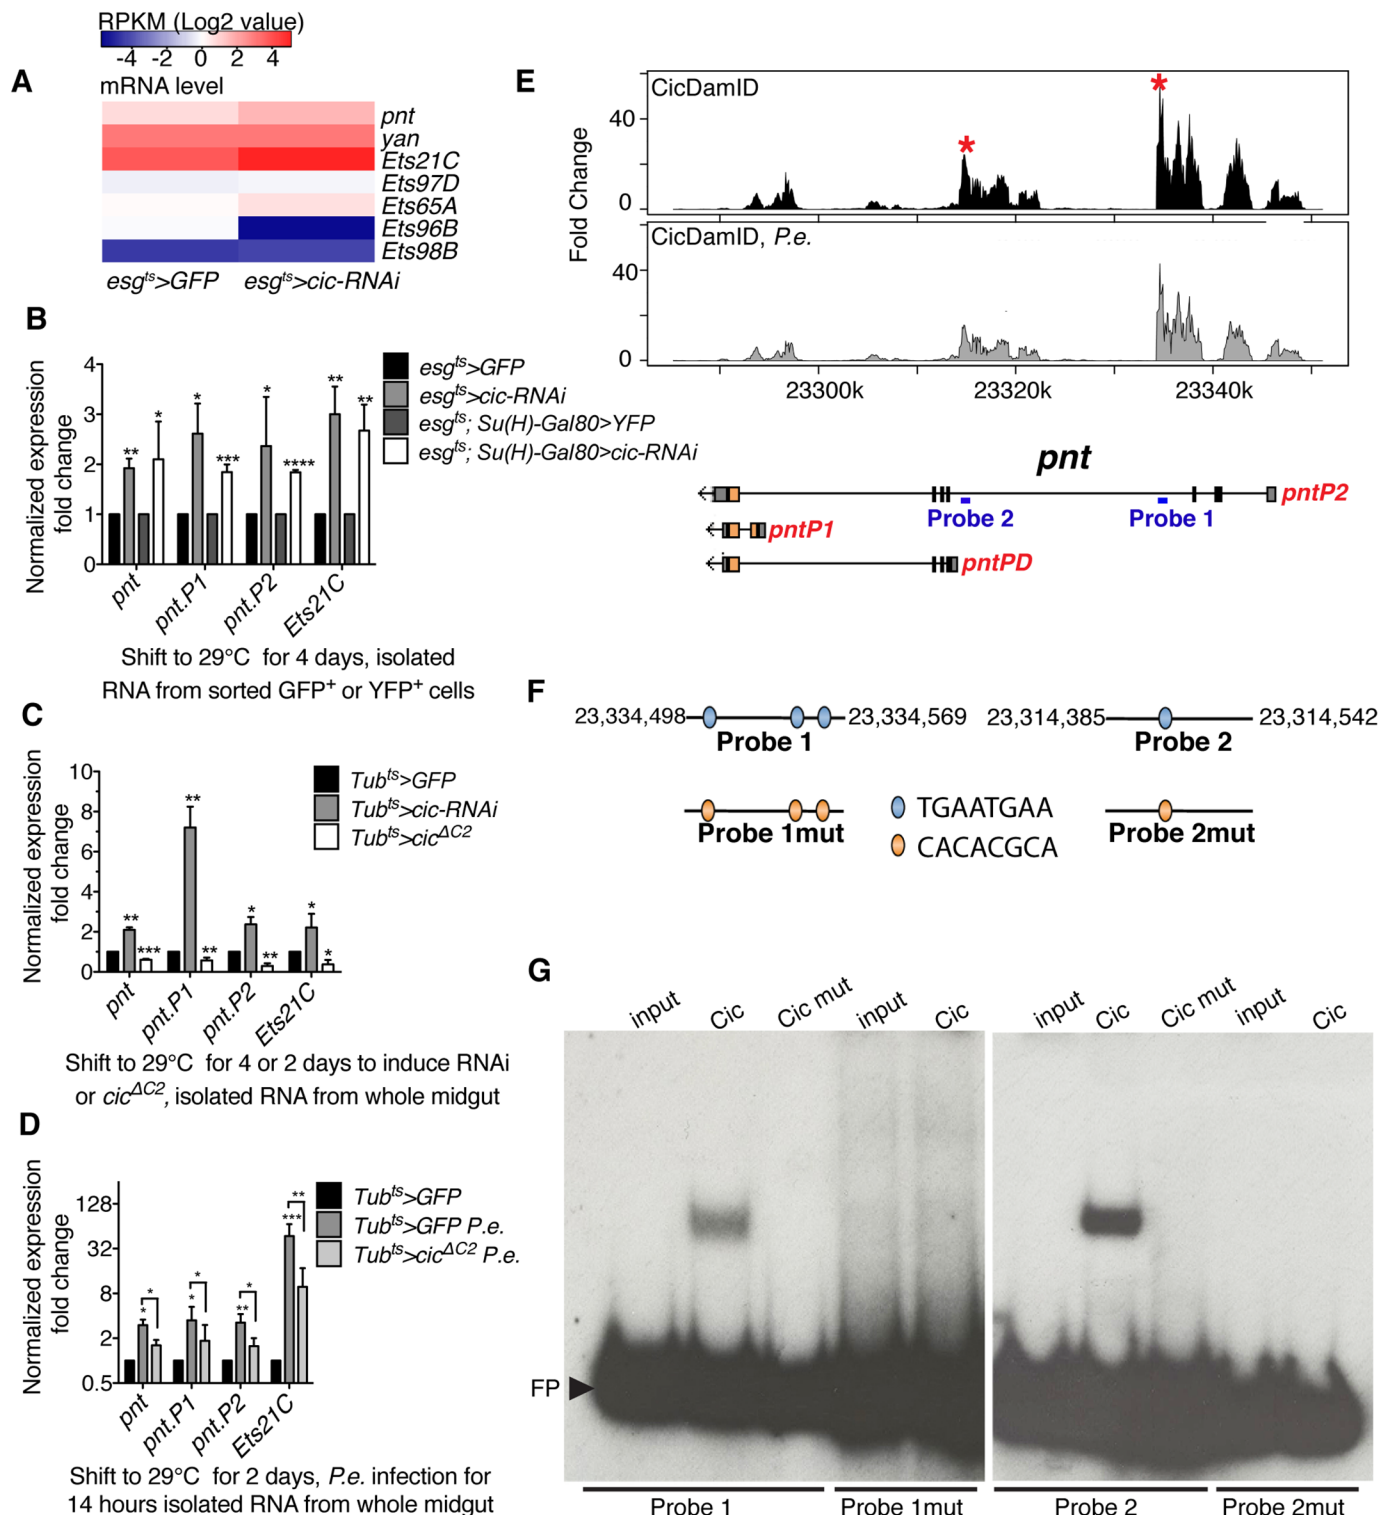 A
RPKM (Log2 value)
-4 -2 0 2 4
mRNA level
pnt
yan
Ets21C
Ets97D
Ets65A
Ets96B
Ets98B
esgts>GFP esgts>cic-RNAi
B
Normalized expression
fold change
4
3
2
1
0
** * * *** * **** ** **
pnt pnt.P1 pnt.P2 Ets21C
esgts>GFP
esgts>cic-RNAi
esgts; Su(H)-Gal80>YFP
esgts; Su(H)-Gal80>cic-RNAi
Shift to 29°C for 4 days, isolated
RNA from sorted GFP+ or YFP+ cells
C
Normalized expression
fold change
10
8
6
4
2
0
** *** ** ** * ** * *
pnt pnt.P1 pnt.P2 Ets21C
Tubts>GFP
Tubts>cic-RNAi
Tubts>cicΔC2
Shift to 29°C for 4 or 2 days to induce RNAi
or cicΔC2, isolated RNA from whole midgut
D
Normalized expression
fold change
128
32
8
2
0.5
* * * * ** * *** **
pnt pnt.P1 pnt.P2 Ets21C
Tubts>GFP
Tubts>GFP P.e.
Tubts>cicΔC2 P.e.
Shift to 29°C for 2 days, P.e. infection for
14 hours isolated RNA from whole midgut
E
Fold Change
CicDamID
40
0
* *
CicDamID, P.e.
40
0
23300k 23320k 23340k
pnt
pntP2
Probe 2 Probe 1
pntP1
pntPD
F
23,334,498 23,334,569 23,314,385 23,314,542
Probe 1 Probe 2
Probe 1mut Probe 2mut
TGAATGAA
CACACGCA
G
input Cic Cic mut input Cic input Cic Cic mut input Cic
FP
Probe 1 Probe 1mut Probe 2 Probe 2mut